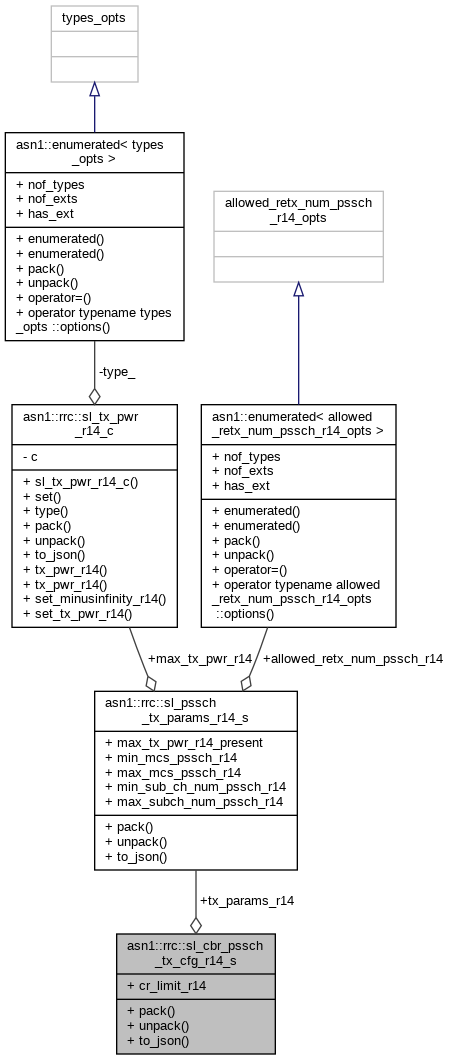 types_opts
asn1::enumerated< types
_opts >
+ nof_types
+ nof_exts
+ has_ext
+ enumerated()
+ enumerated()
+ pack()
+ unpack()
+ operator=()
+ operator typename types
_opts ::options()
allowed_retx_num_pssch
_r14_opts
-type_
asn1::rrc::sl_tx_pwr
_r14_c
- c
+ sl_tx_pwr_r14_c()
+ set()
+ type()
+ pack()
+ unpack()
+ to_json()
+ tx_pwr_r14()
+ tx_pwr_r14()
+ set_minusinfinity_r14()
+ set_tx_pwr_r14()
asn1::enumerated< allowed
_retx_num_pssch_r14_opts >
+ nof_types
+ nof_exts
+ has_ext
+ enumerated()
+ enumerated()
+ pack()
+ unpack()
+ operator=()
+ operator typename allowed
_retx_num_pssch_r14_opts
::options()
+max_tx_pwr_r14
+allowed_retx_num_pssch_r14
asn1::rrc::sl_pssch
_tx_params_r14_s
+ max_tx_pwr_r14_present
+ min_mcs_pssch_r14
+ max_mcs_pssch_r14
+ min_sub_ch_num_pssch_r14
+ max_subch_num_pssch_r14
+ pack()
+ unpack()
+ to_json()
+tx_params_r14
asn1::rrc::sl_cbr_pssch
_tx_cfg_r14_s
+ cr_limit_r14
+ pack()
+ unpack()
+ to_json()